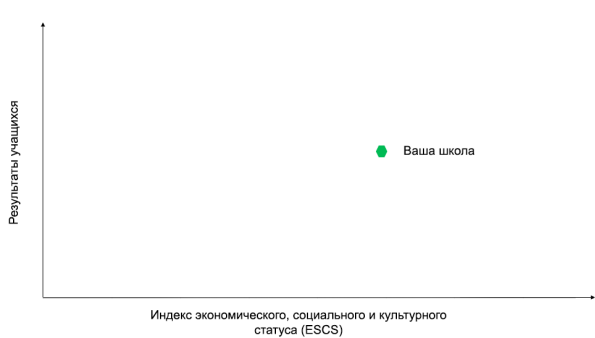 Результаты учащихся
Ваша школа
Индекс экономического, социального и культурного
статуса (ESCS)